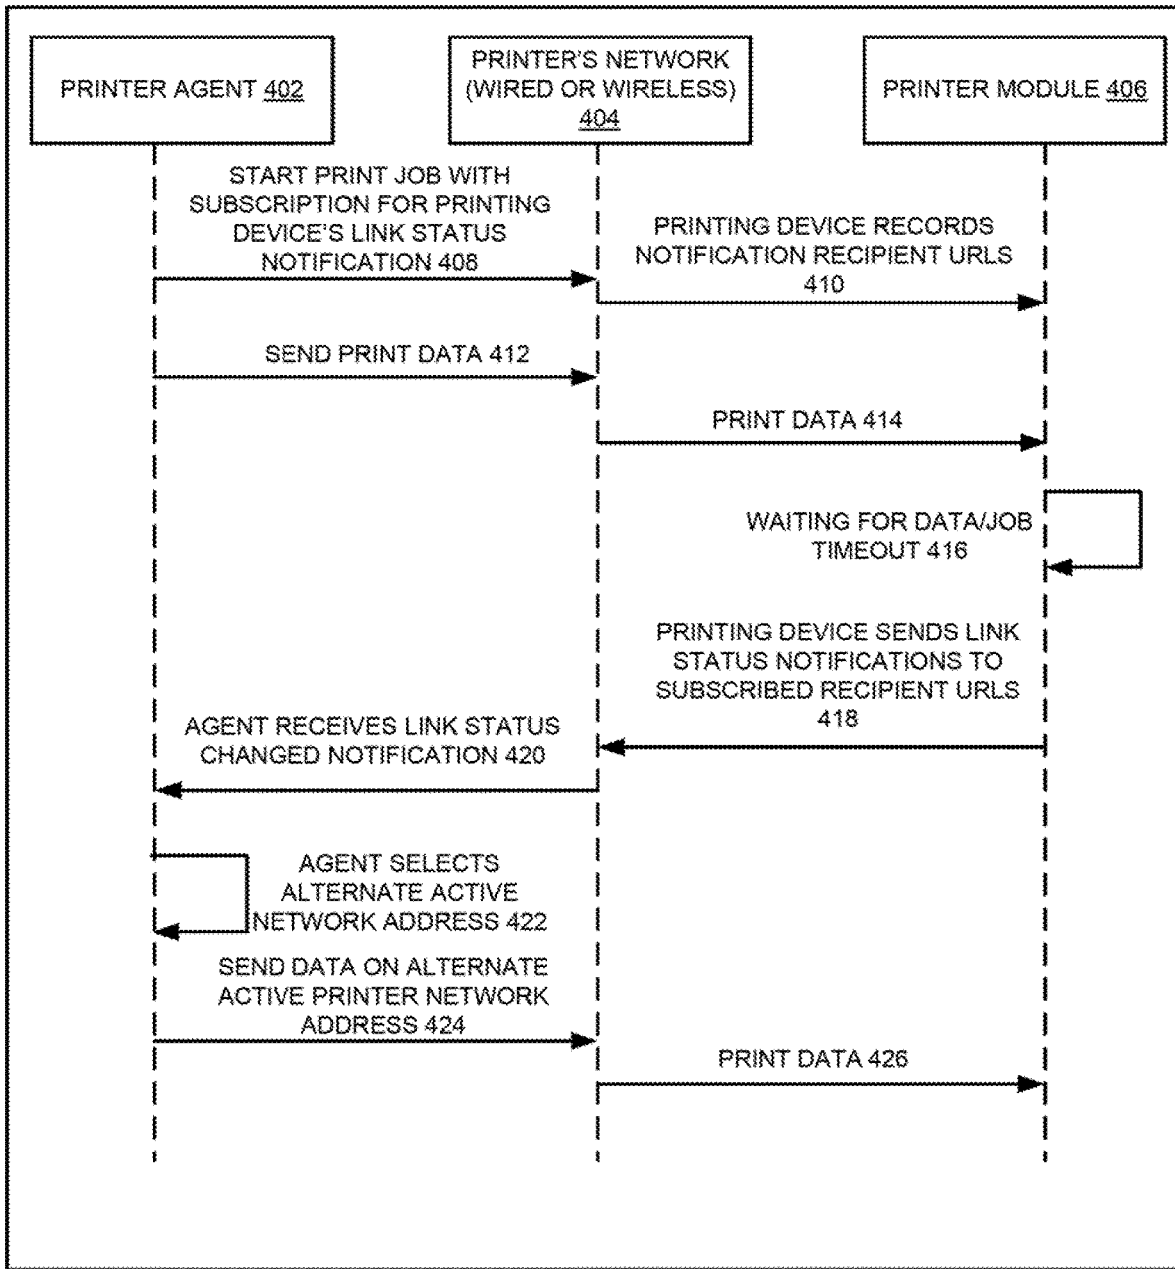 PRINTER AGENT 402
PRINTER'S NETWORK
(WIRED OR WIRELESS)
404
PRINTER MODULE 406
START PRINT JOB WITH
SUBSCRIPTION FOR PRINTING
DEVICE'S LINK STATUS
NOTIFICATION 408
PRINTING DEVICE RECORDS
NOTIFICATION RECIPIENT URLS
410
SEND PRINT DATA 412
PRINT DATA 414
WAITING FOR DATA/JOB
TIMEOUT 416
PRINTING DEVICE SENDS LINK
STATUS NOTIFICATIONS TO
SUBSCRIBED RECIPIENT URLS
418
AGENT RECEIVES LINK STATUS
CHANGED NOTIFICATION 420
AGENT SELECTS
ALTERNATE ACTIVE
NETWORK ADDRESS 422
SEND DATA ON ALTERNATE
ACTIVE PRINTER NETWORK
ADDRESS 424
PRINT DATA 426